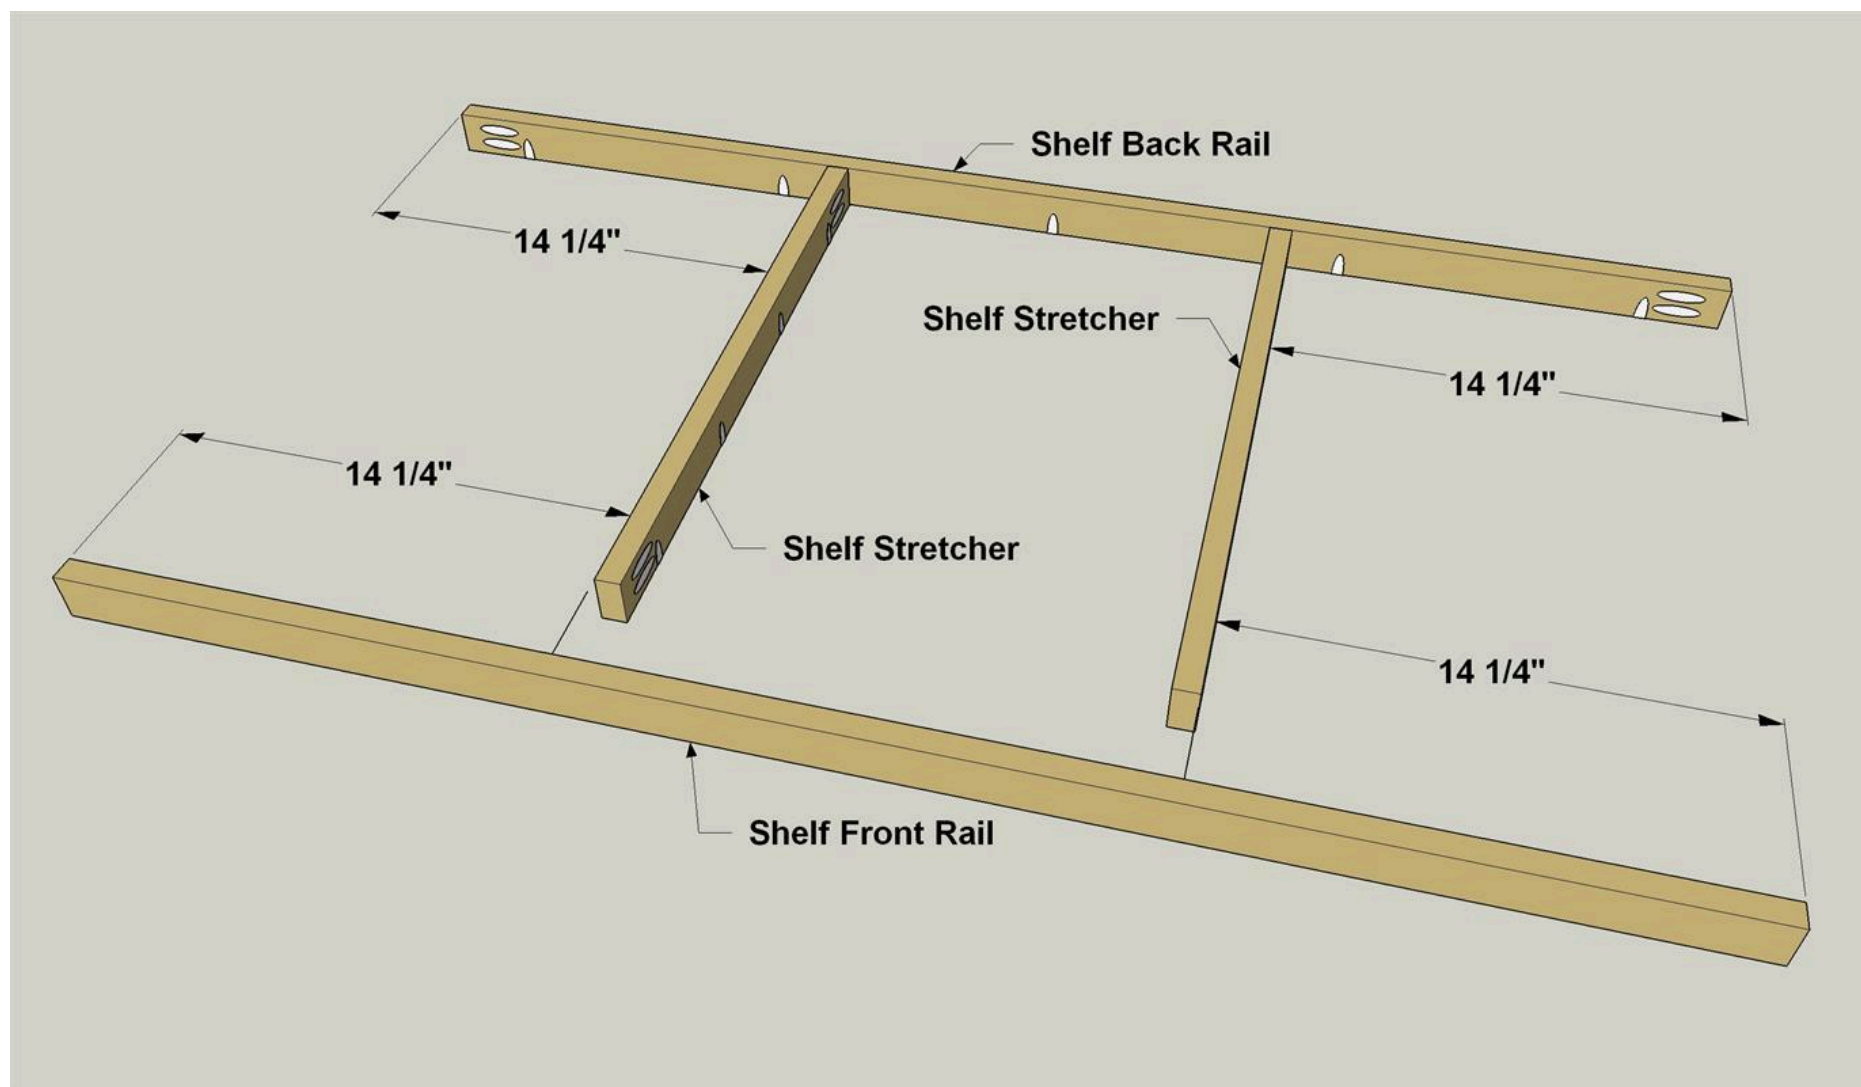 Shelf Back Rail
14 1/4"
Shelf Stretcher
14 1/4"
14 1/4"
Shelf Stretcher
14 1/4"
Shelf Front Rail